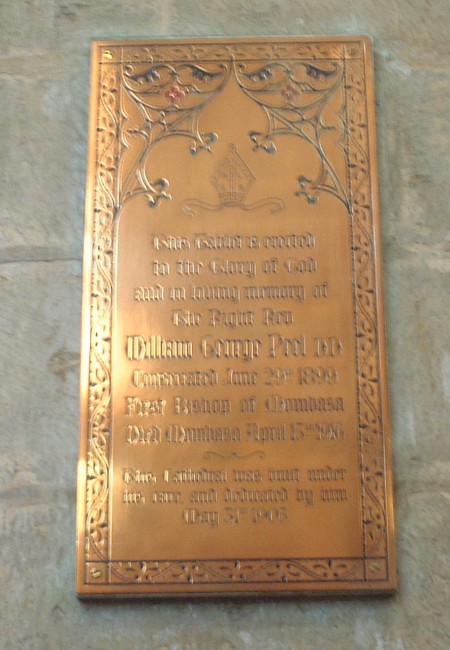 This Tablet is erected
to the Glory of God
and in loving memory of
The Right Rev
William George Peel DD
Consecrated June 29th 1899
First Bishop of Mombasa
Died Mombasa April 15th 1916
This Cathedral was built under
his care and dedicated by him
May 31st 1905